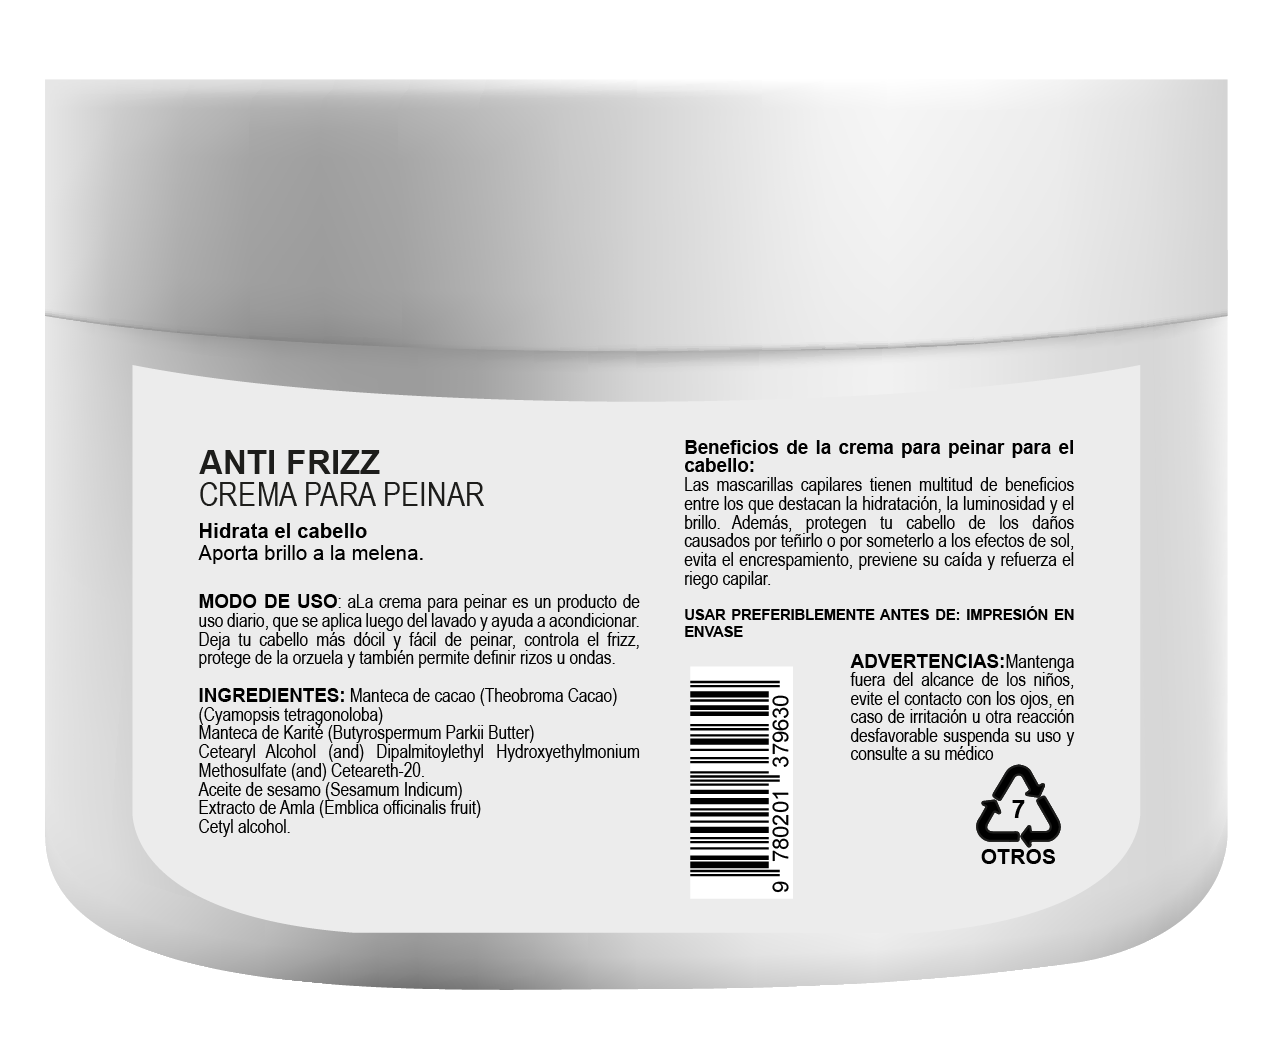 ANTI FRIZZ
CREMA PARA PEINAR
Hidrata el cabello
Aporta brillo a la melena.
MODO DE USO: aLa crema para peinar es un producto de
uso diario, que se aplica luego del lavado y ayuda a acondicionar.
Deja tu cabello más dócil y fácil de peinar, controla el frizz,
protege de la orzuela y también permite definir rizos u ondas.
INGREDIENTES: Manteca de cacao (Theobroma Cacao)
(Cyamopsis tetragonoloba)
Manteca de Karité (Butyrospermum Parkii Butter)
Cetearyl Alcohol (and) Dipalmitoylethyl Hydroxyethylmonium
Methosulfate (and) Ceteareth-20.
Aceite de sesamo (Sesamum Indicum)
Extracto de Amla (Emblica officinalis fruit)
Cetyl alcohol.
Beneficios de la crema para peinar para el
cabello:
Las mascarillas capilares tienen multitud de beneficios
entre los que destacan la hidratación, la luminosidad y el
brillo. Además, protegen tu cabello de los daños
causados por teñirlo o por someterlo a los efectos de sol,
evita el encrespamiento, previene su caída y refuerza el
riego capilar.
USAR PREFERIBLEMENTE ANTES DE: IMPRESIÓN EN
ENVASE
9 780201 379630
ADVERTENCIAS:Mantenga
fuera del alcance de los niños,
evite el contacto con los ojos, en
caso de irritación u otra reacción
desfavorable suspenda su uso y
consulte a su médico
7
OTROS